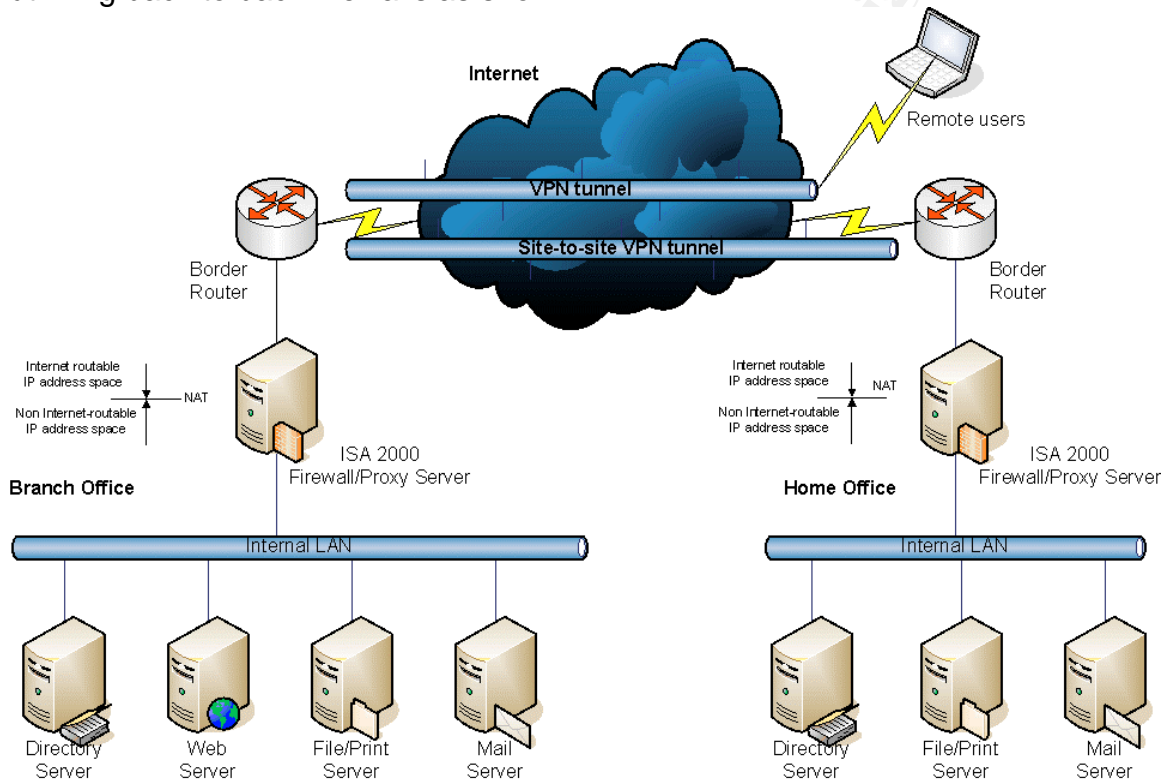 Internet
Remote users
VPN tunnel
Site-to-site VPN tunnel
Border
Router
Border
Router
Internet routable
IP address space
NAT
Non Internet-routable
IP address space
ISA 2000
Firewall/Proxy Server
Internet routable
IP address space
NAT
Non Internet-routable
IP address space
ISA 2000
Firewall/Proxy Server
Branch Office
Home Office
Internal LAN
Internal LAN
Directory
Server
Web
Server
File/Print
Server
Mail
Server
Directory
Server
File/Print
Server
Mail
Server